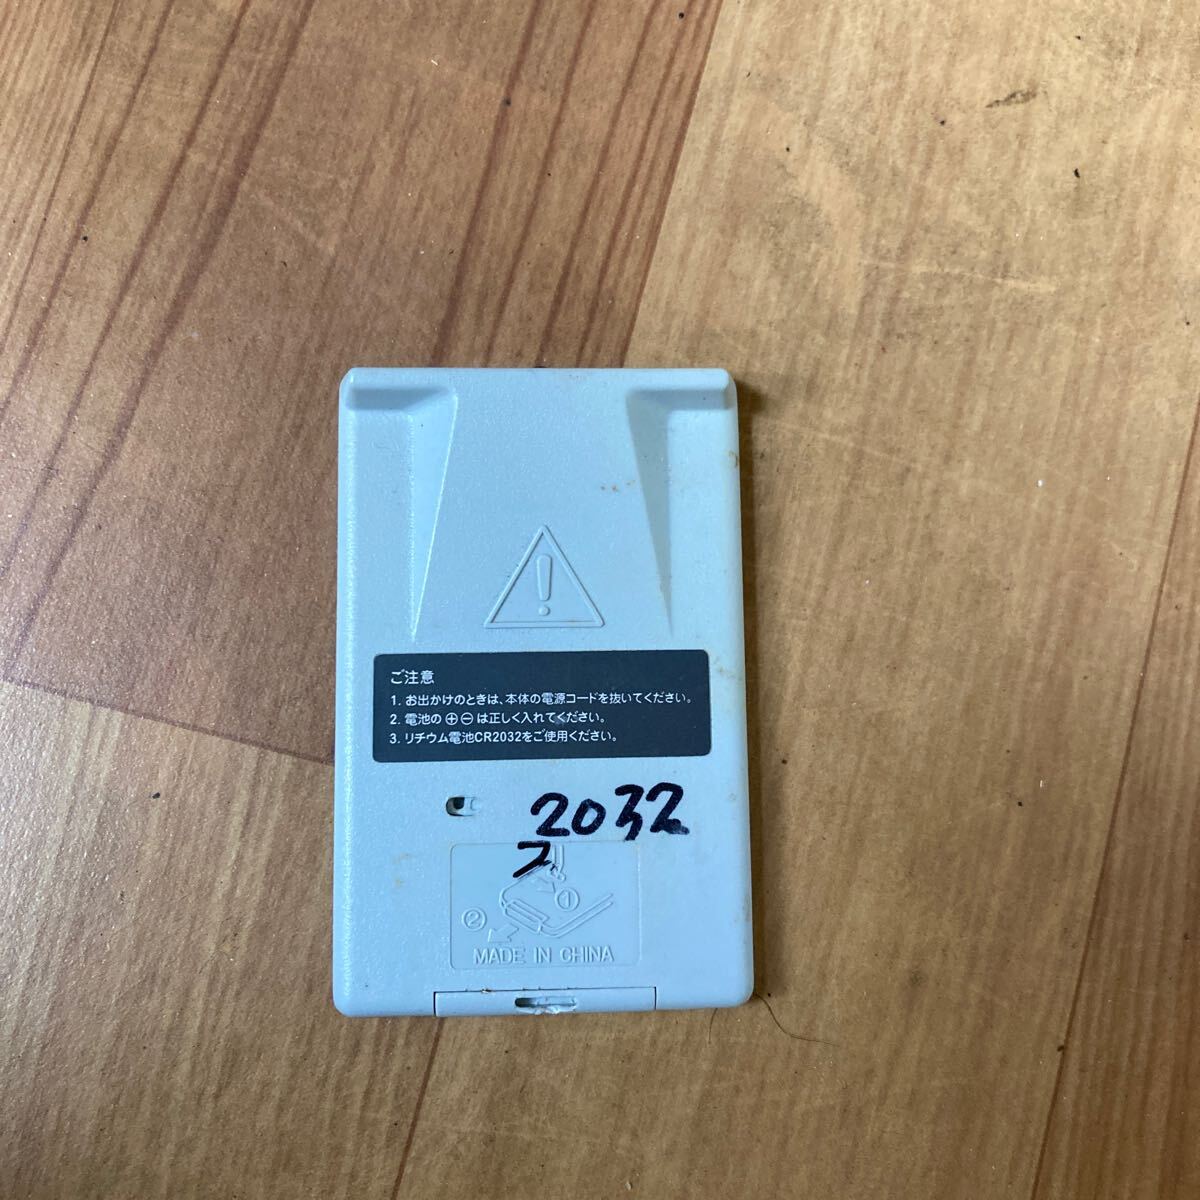 ご注意
1. お出かけのときは、本体の電源コードを抜いてください。
2. 電池の ⊕⊖ は正しく入れてください。
3. リチウム電池CR2032をご使用ください。
2032
①
②
MADE IN CHINA